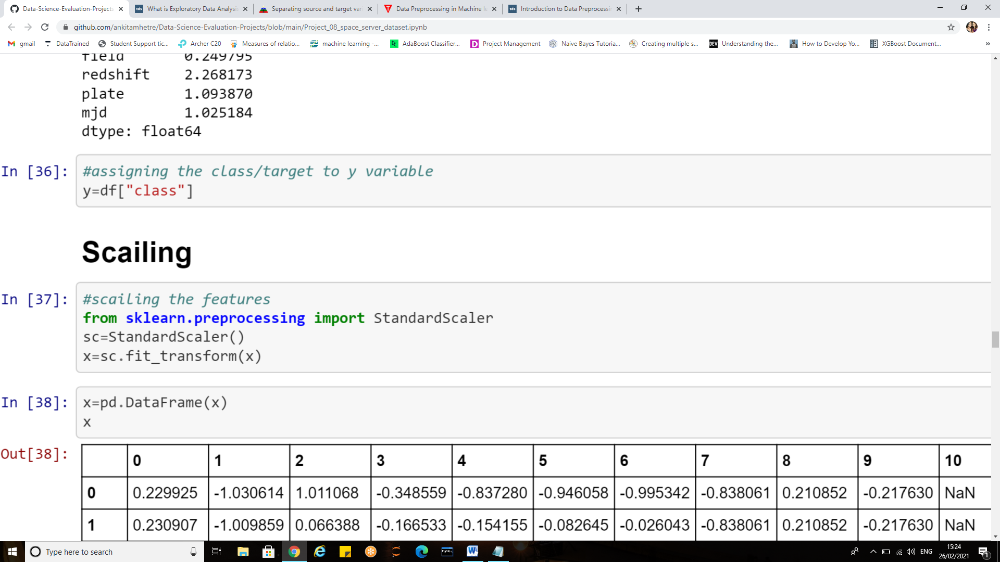 Data-Science-Evaluation-Projects
What is Exploratory Data Analysis
Separating source and target var
Data Preprocessing in Machine le
Introduction to Data Preprocessi
github.com/ankitamhetre/Data-Science-Evaluation-Projects/blob/main/Project_08_space_server_dataset.ipynb
gmail
DataTrained
Student Support tic...
Archer C20
Measures of relatio...
machine learning -...
AdaBoost Classifier...
Project Management
Naive Bayes Tutoria...
Creating multiple s...
DEV Understanding the...
How to Develop Yo...
XGBoost Document...
»
field 0.249795
redshift 2.268173
plate 1.093870
mjd 1.025184
dtype: float64
In [36]: #assigning the class/target to y variable
y=df["class"]
Scailing
In [37]: #scailing the features
from sklearn.preprocessing import StandardScaler
sc=StandardScaler()
x=sc.fit_transform(x)
In [38]: x=pd.DataFrame(x)
x
Out[38]: 0 1 2 3 4 5 6 7 8 9 10
0 0.229925 -1.030614 1.011068 -0.348559 -0.837280 -0.946058 -0.995342 -0.838061 0.210852 -0.217630 NaN
1 0.230907 -1.009859 0.066388 -0.166533 -0.154155 -0.082645 -0.026043 -0.838061 0.210852 -0.217630 NaN
Type here to search
ENG
15:24
26/02/2021
1